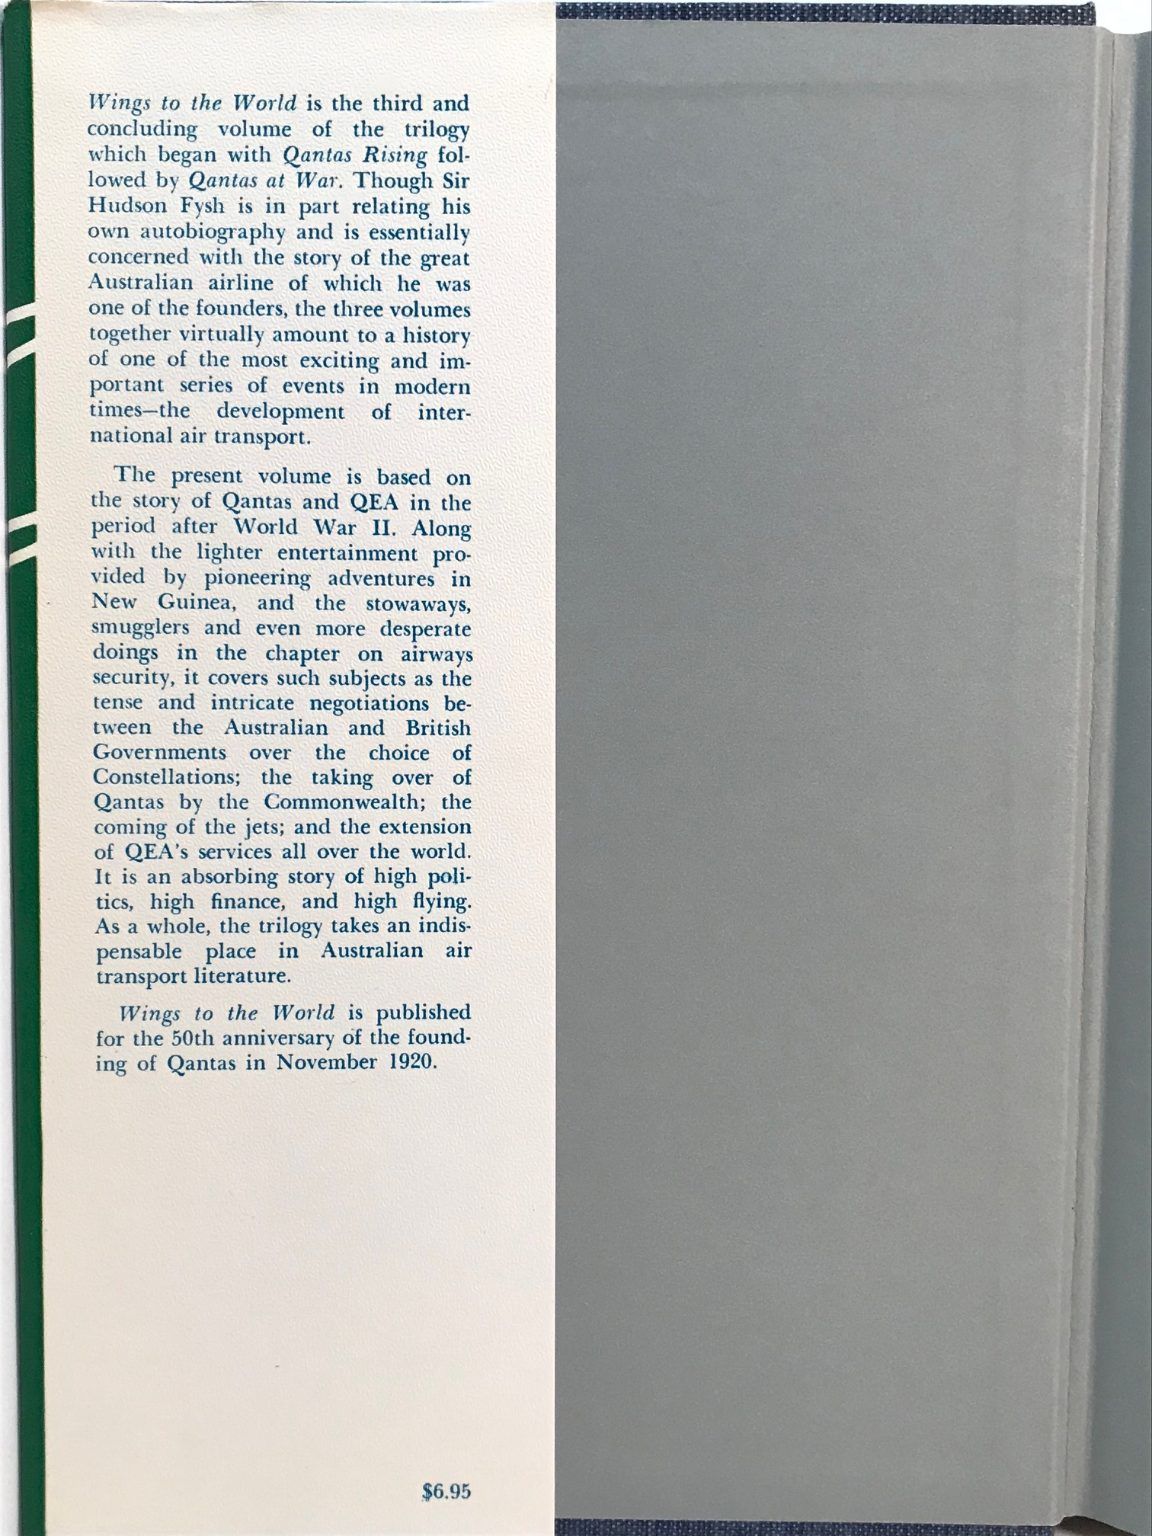 Wings to the World is the third and
concluding volume of the trilogy
which began with Qantas Rising fol-
lowed by Qantas at War. Though Sir
Hudson Fysh is in part relating his
own autobiography and is essentially
concerned with the story of the great
Australian airline of which he was
one of the founders, the three volumes
together virtually amount to a history
of one of the most exciting and im-
portant series of events in modern
times—the development of inter-
national air transport.
The present volume is based on
the story of Qantas and QEA in the
period after World War II. Along
with the lighter entertainment pro-
vided by pioneering adventures in
New Guinea, and the stowaways,
smugglers and even more desperate
doings in the chapter on airways
security, it covers such subjects as the
tense and intricate negotiations be-
tween the Australian and British
Governments over the choice of
Constellations; the taking over of
Qantas by the Commonwealth; the
coming of the jets; and the extension
of QEA's services all over the world.
It is an absorbing story of high poli-
tics, high finance, and high flying.
As a whole, the trilogy takes an indis-
pensable place in Australian air
transport literature.
Wings to the World is published
for the 50th anniversary of the found-
ing of Qantas in November 1920.
$6.95